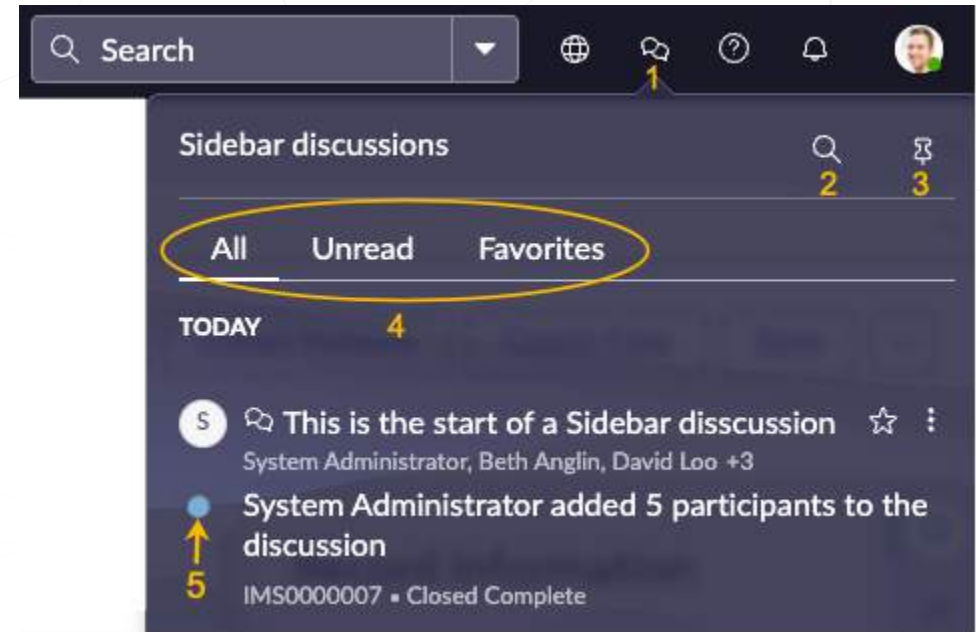 Search
1
Sidebar discussions
2
3
All Unread Favorites
TODAY
4
S
This is the start of a Sidebar disscussion
System Administrator, Beth Anglin, David Loo +3
System Administrator added 5 participants to the
discussion
5
IMS0000007 ▪ Closed Complete